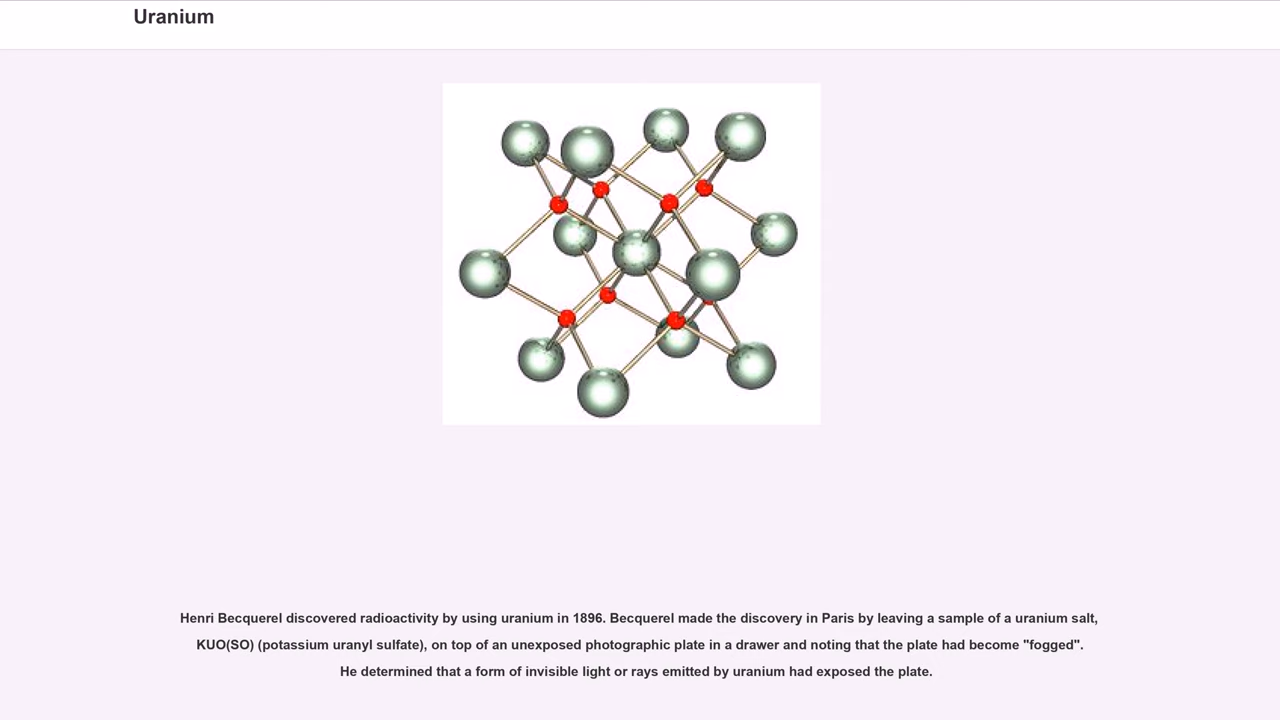 Uranium
Henri Becquerel discovered radioactivity by using uranium in 1896. Becquerel made the discovery in Paris by leaving a sample of a uranium salt,
KUO(SO) (potassium uranyl sulfate), on top of an unexposed photographic plate in a drawer and noting that the plate had become "fogged".
He determined that a form of invisible light or rays emitted by uranium had exposed the plate.